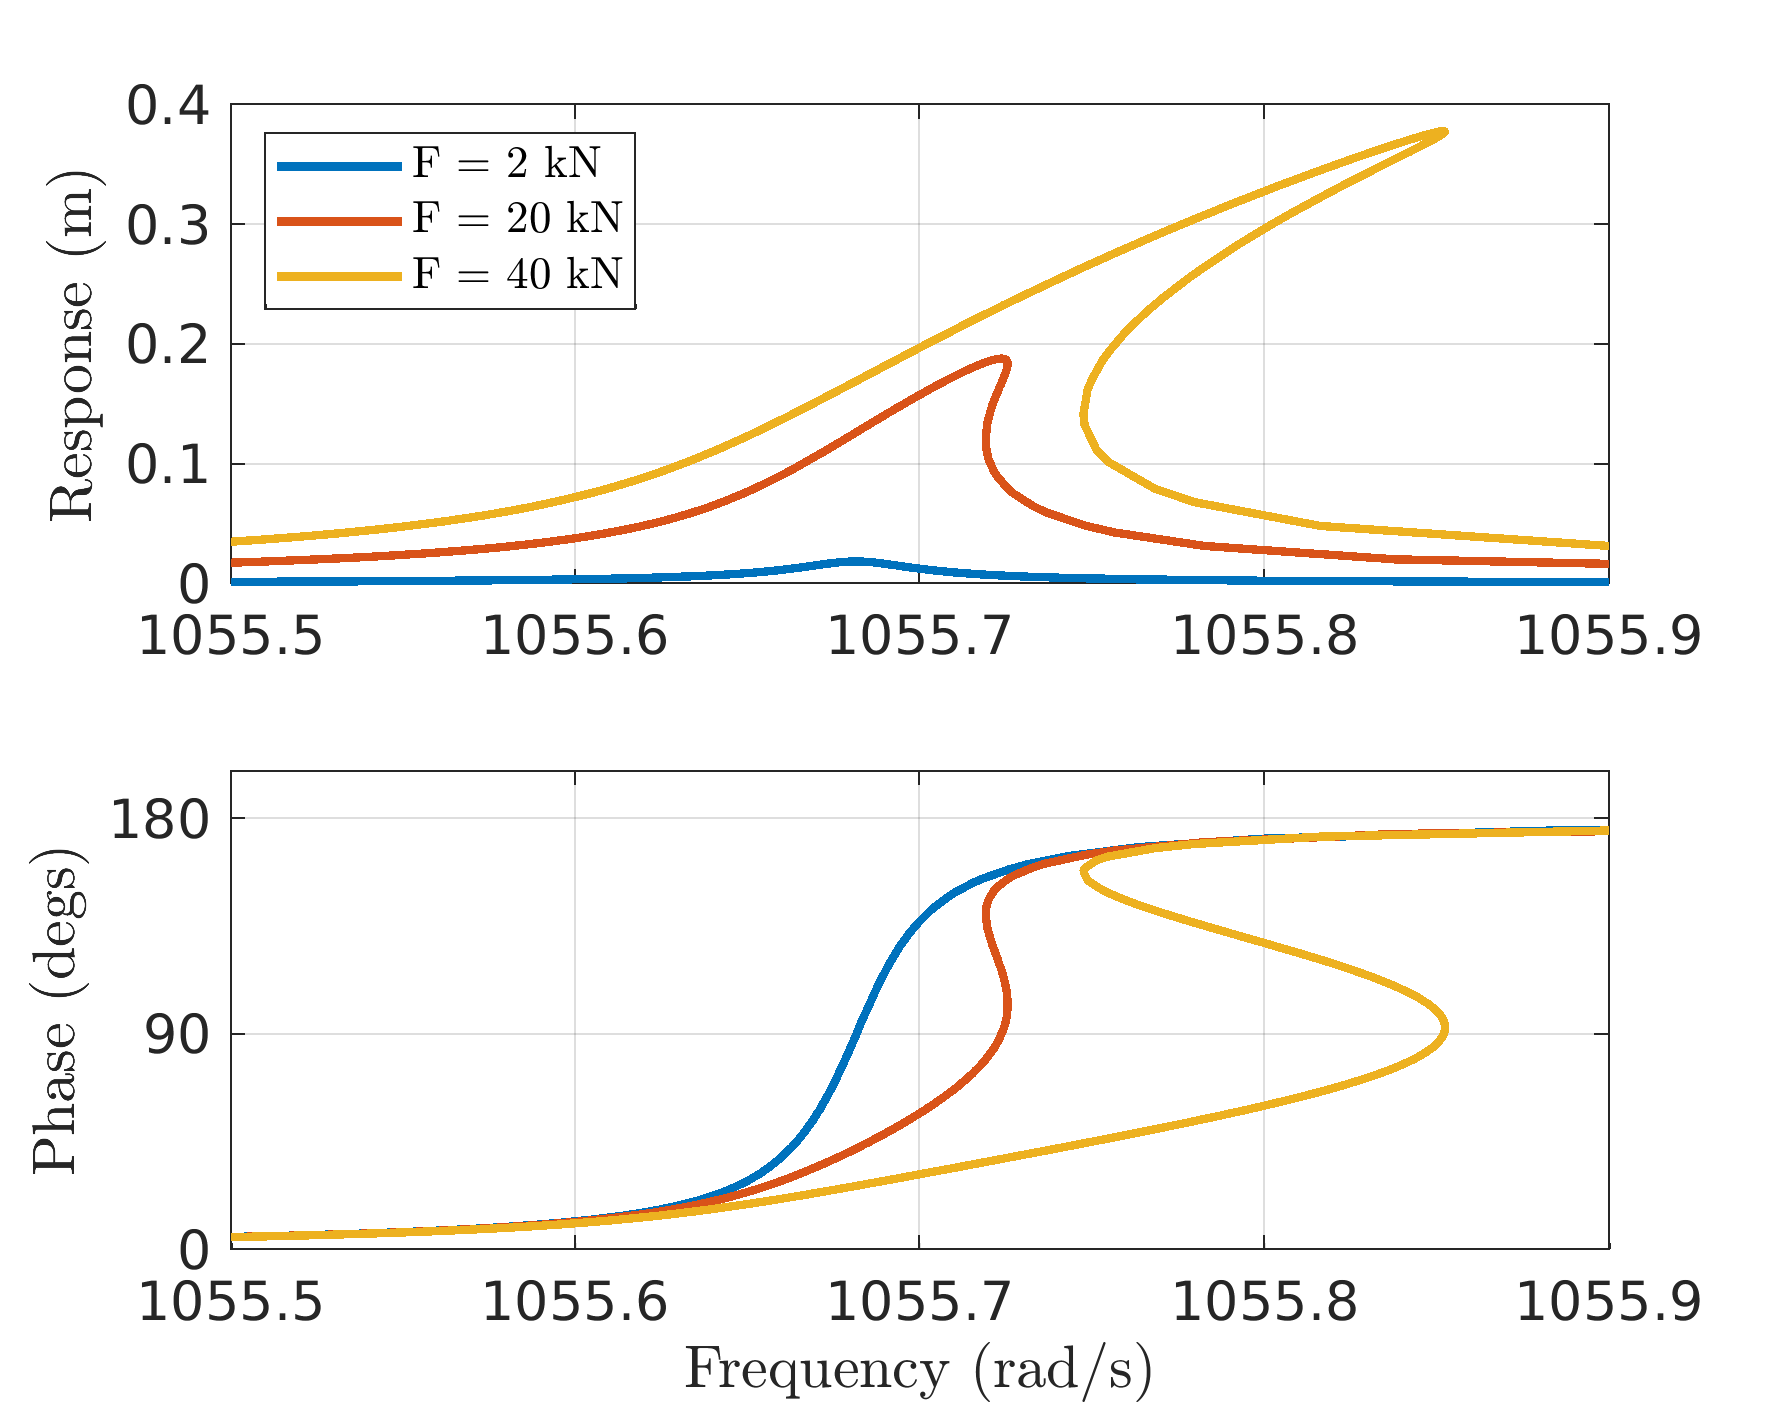 0.4
0.3
0.2
0.1
0
Response (m)
F = 2 kN
F = 20 kN
F = 40 kN
1055.5 1055.6 1055.7 1055.8 1055.9
180
90
0
Phase (degs)
1055.5 1055.6 1055.7 1055.8 1055.9
Frequency (rad/s)